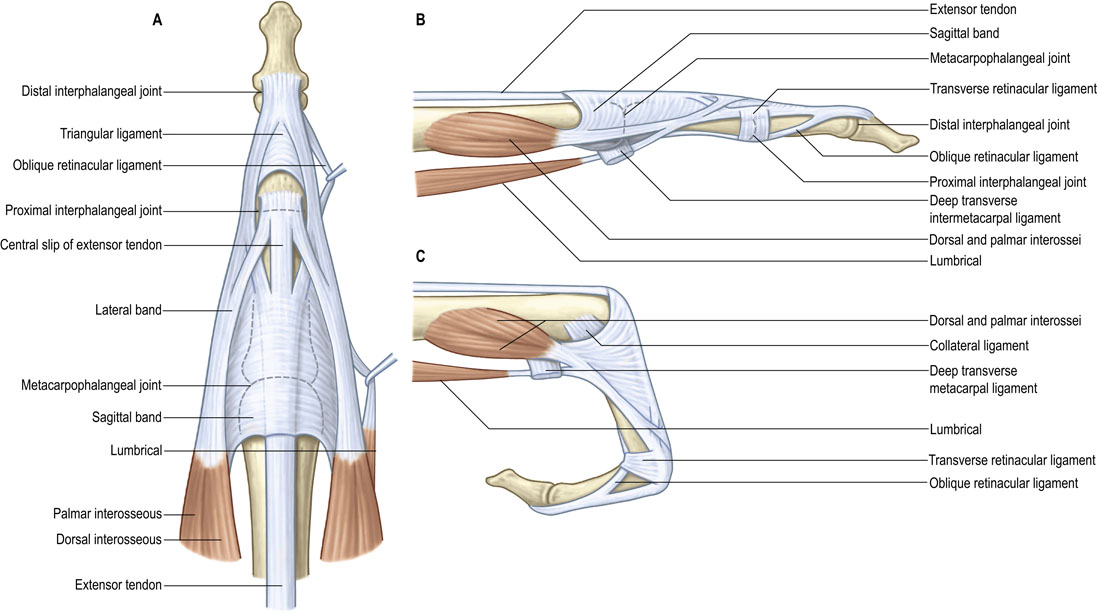 A
Distal interphalangeal joint
Triangular ligament
Oblique retinacular ligament
Proximal interphalangeal joint
Central slip of extensor tendon
Lateral band
Metacarpophalangeal joint
Sagittal band
Lumbrical
Palmar interosseous
Dorsal interosseous
Extensor tendon
B
Extensor tendon
Sagittal band
Metacarpophalangeal joint
Transverse retinacular ligament
Distal interphalangeal joint
Oblique retinacular ligament
Proximal interphalangeal joint
Deep transverse
intermetacarpal ligament
Dorsal and palmar interossei
Lumbrical
C
Dorsal and palmar interossei
Collateral ligament
Deep transverse
metacarpal ligament
Lumbrical
Transverse retinacular ligament
Oblique retinacular ligament